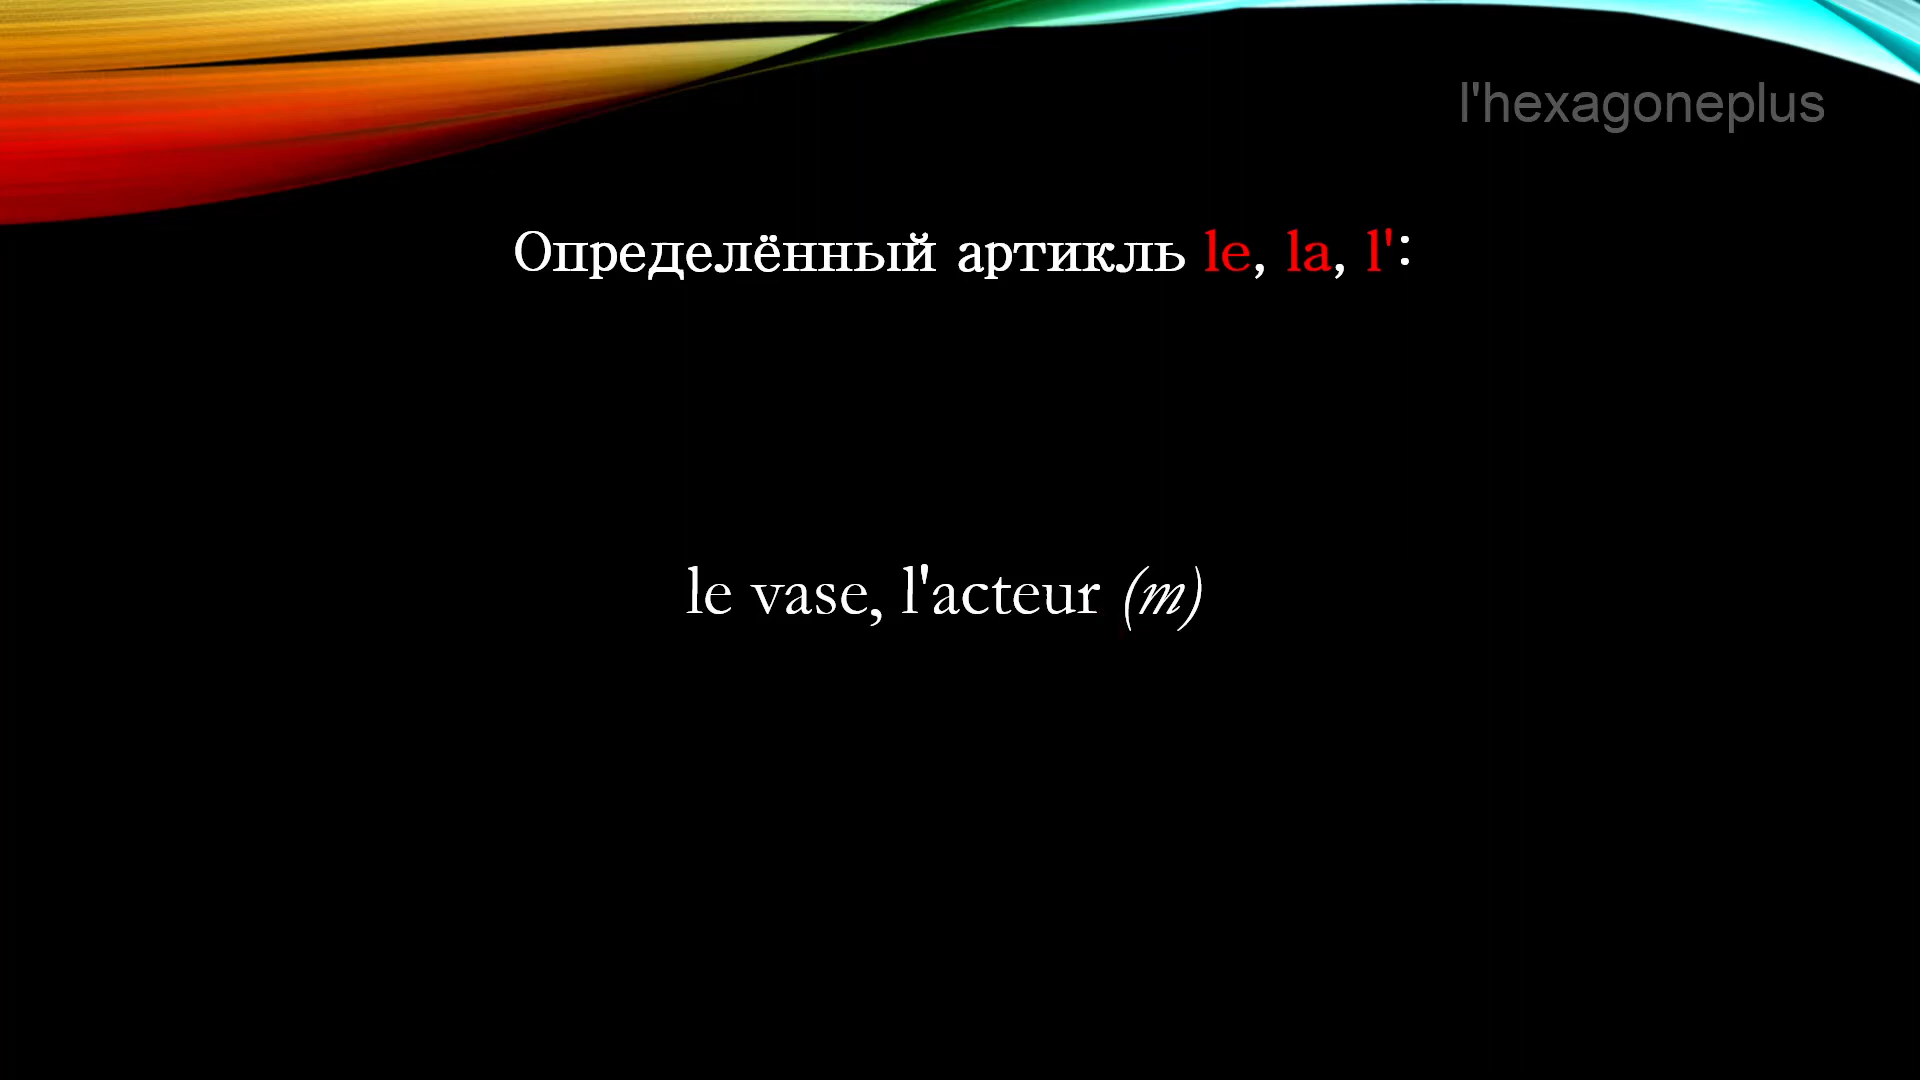 l'hexagoneplus
Определённый артикль le, la, l':
le vase, l'acteur (m)